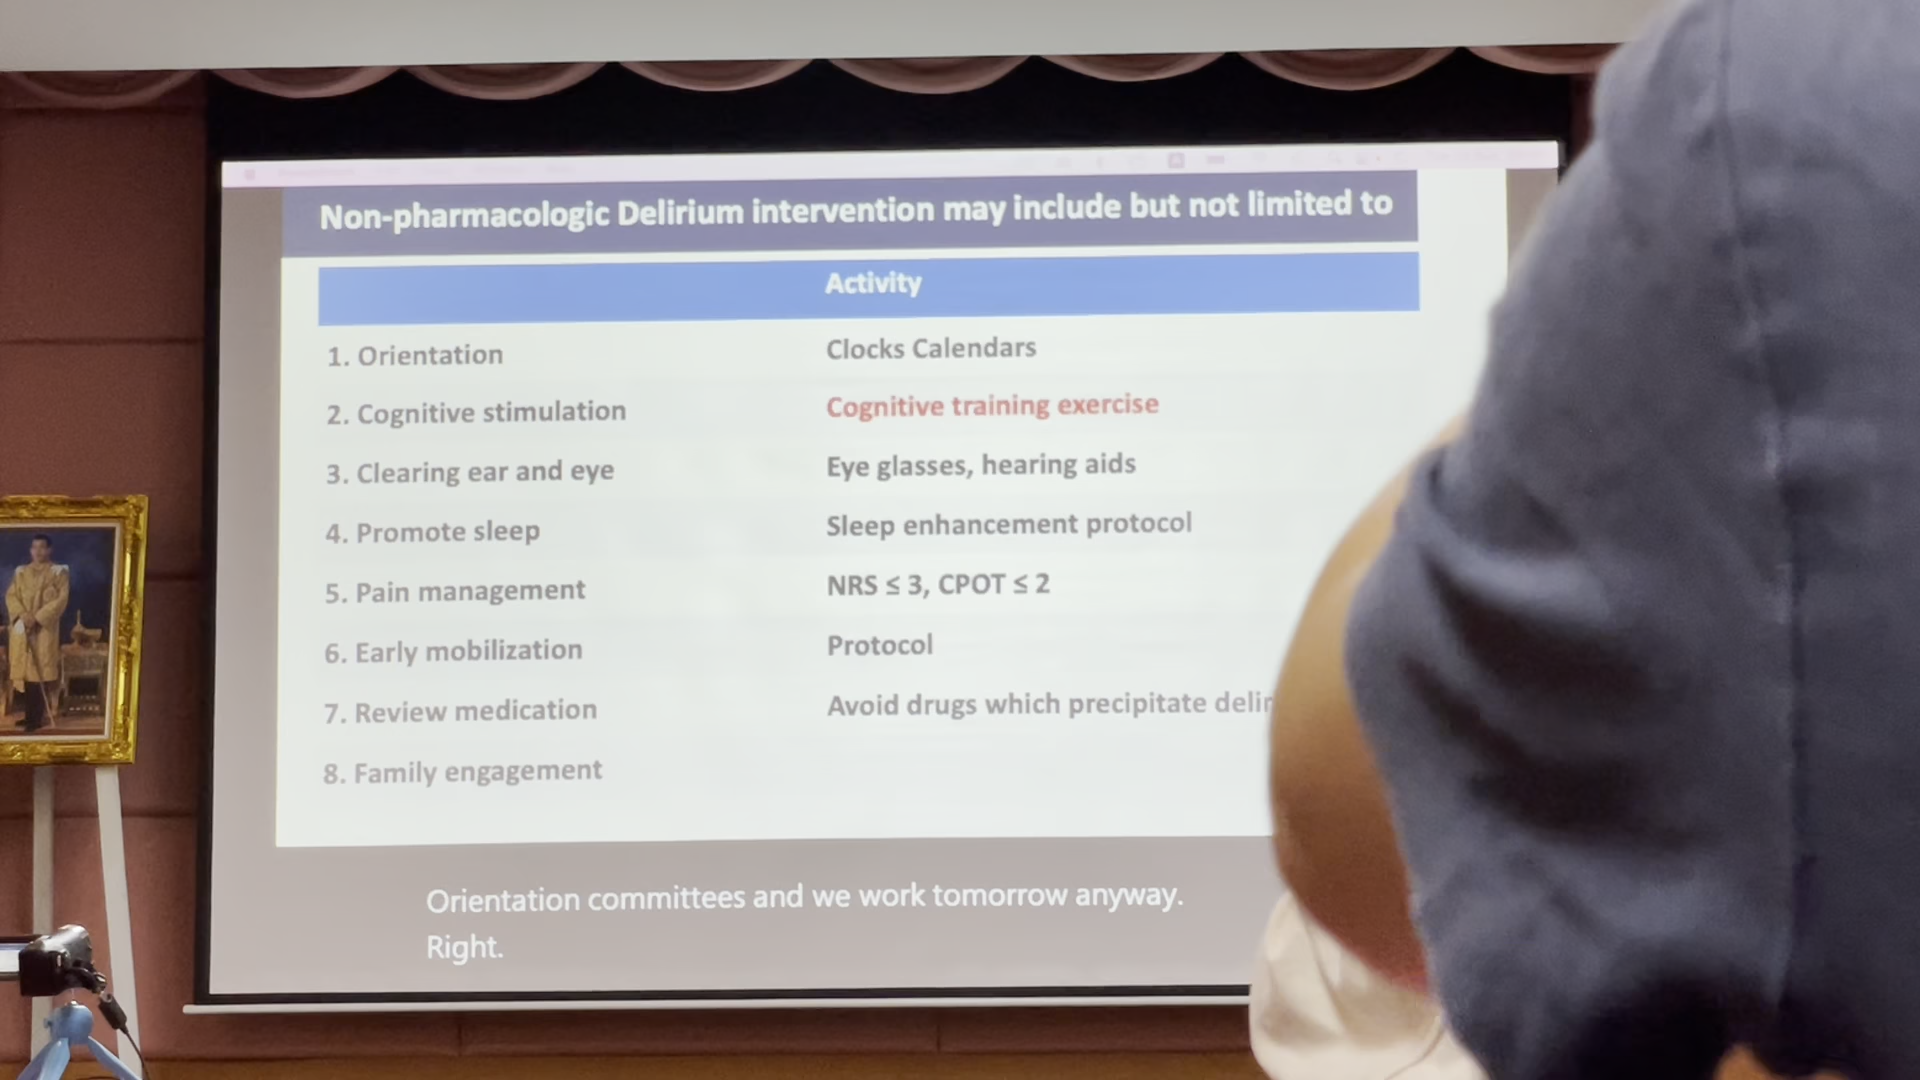 Non-pharmacologic Delirium intervention may include but not limited to
Activity
1. Orientation Clocks Calendars
2. Cognitive stimulation Cognitive training exercise
3. Clearing ear and eye Eye glasses, hearing aids
4. Promote sleep Sleep enhancement protocol
5. Pain management NRS ≤ 3, CPOT ≤ 2
6. Early mobilization Protocol
7. Review medication Avoid drugs which precipitate
8. Family engagement
Orientation committees and we work tomorrow anyway.
Right.